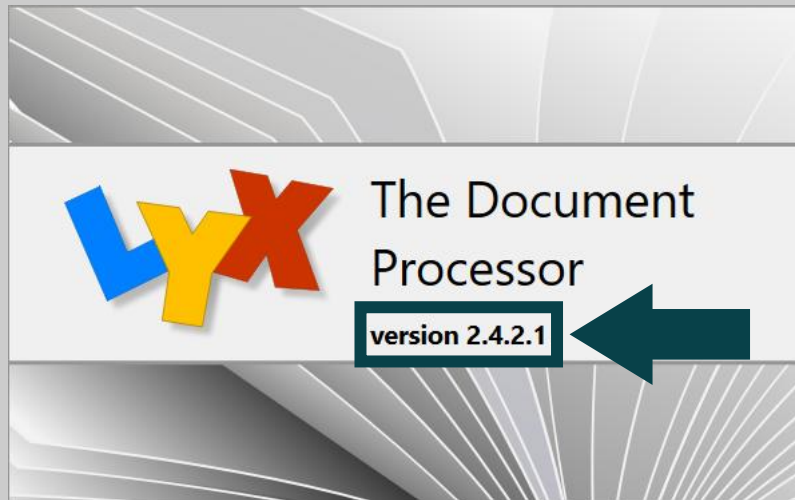 LYX
The Document
Processor
version 2.4.2.1